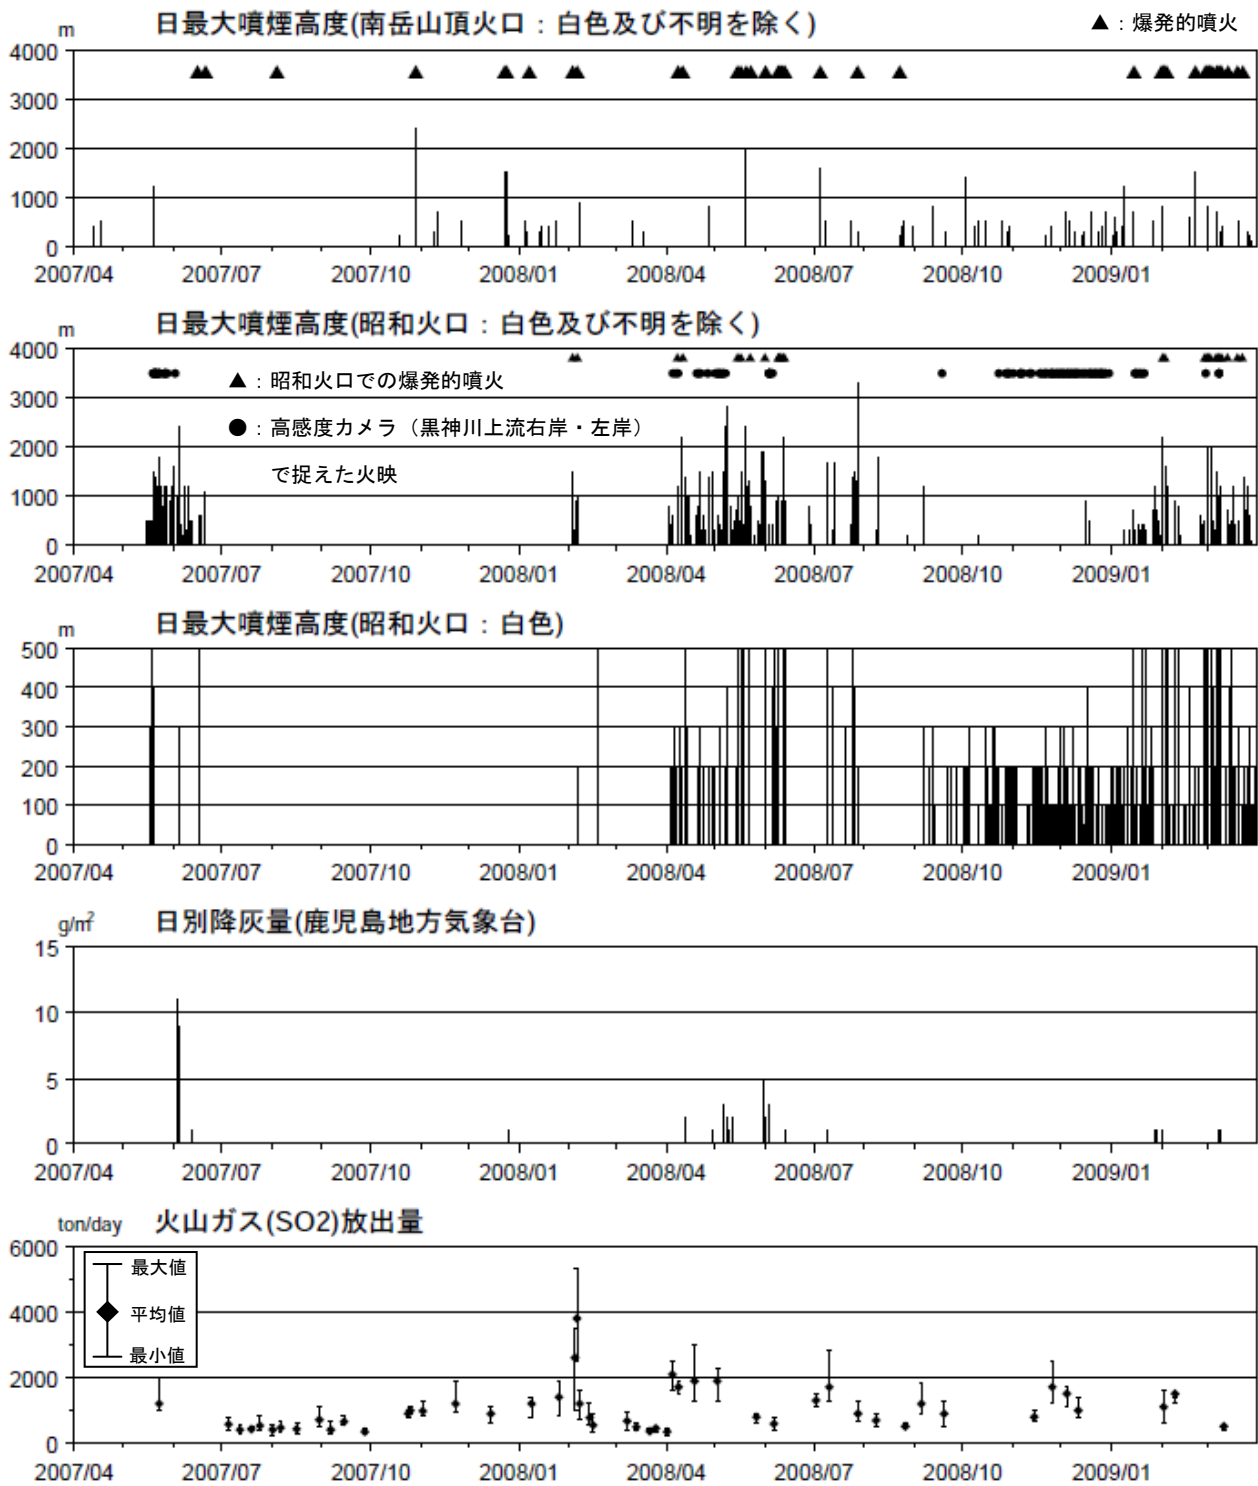 日最大噴煙高度(南岳山頂火口：白色及び不明を除く)
▲：爆発的噴火
m
4000
3000
2000
1000
0
2007/04 2007/07 2007/10 2008/01 2008/04 2008/07 2008/10 2009/01
日最大噴煙高度(昭和火口：白色及び不明を除く)
m
4000
3000
2000
1000
0
▲：昭和火口での爆発的噴火
●：高感度カメラ（黒神川上流右岸・左岸）
で捉えた火映
2007/04 2007/07 2007/10 2008/01 2008/04 2008/07 2008/10 2009/01
日最大噴煙高度(昭和火口：白色)
m
500
400
300
200
100
0
2007/04 2007/07 2007/10 2008/01 2008/04 2008/07 2008/10 2009/01
日別降灰量(鹿児島地方気象台)
g/㎡
15
10
5
0
2007/04 2007/07 2007/10 2008/01 2008/04 2008/07 2008/10 2009/01
火山ガス(SO2)放出量
ton/day
6000
4000
2000
0
最大値
平均値
最小値
2007/04 2007/07 2007/10 2008/01 2008/04 2008/07 2008/10 2009/01